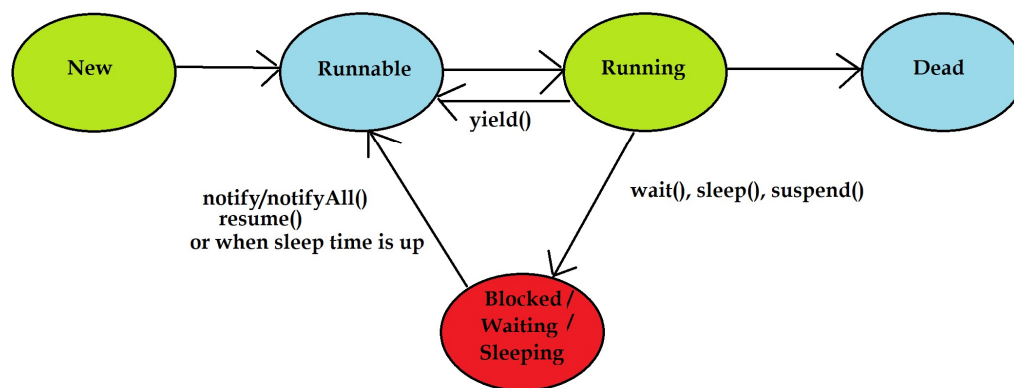 New
Runnable
Running
Dead
yield()
notify/notifyAll()
resume()
or when sleep time is up
wait(), sleep(), suspend()
Blocked /
Waiting /
Sleeping